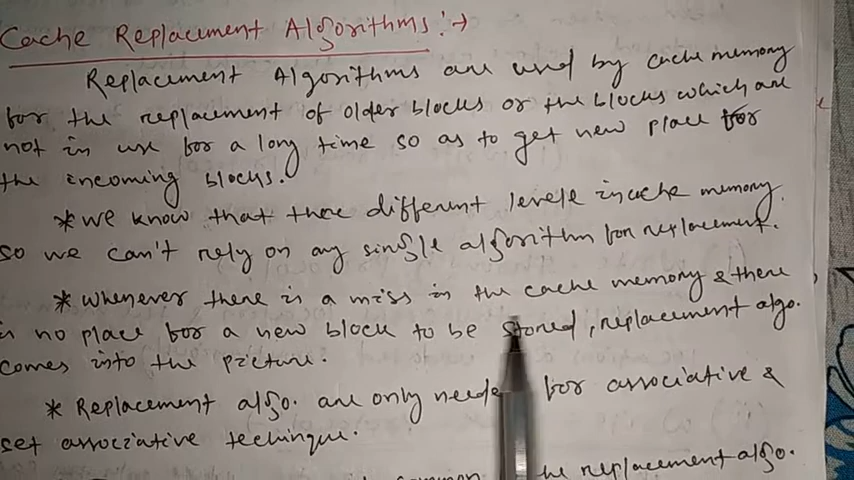 Cache Replacement Algorithms:→
Replacement Algorithms are used by cache memory
for the replacement of older blocks or the blocks which are
not in use for a long time so as to get new place for
the incoming blocks.
* We know that there different levels in cache memory
so we can't rely on any single algorithm for replacement.
* Whenever there is a miss in the cache memory & there
is no place for a new block to be stored, replacement algo.
comes into the picture.
* Replacement algo. are only neede for associative &
set associative technique.
common he replacement algo.